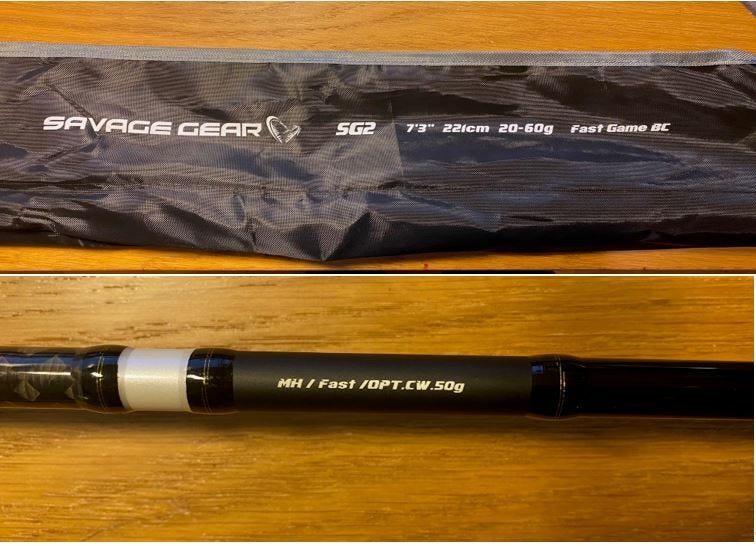 SAVAGE GEAR SG2 7'3" 221cm 20-60g Fast Game BC
MH / Fast /OPT.CW.50g